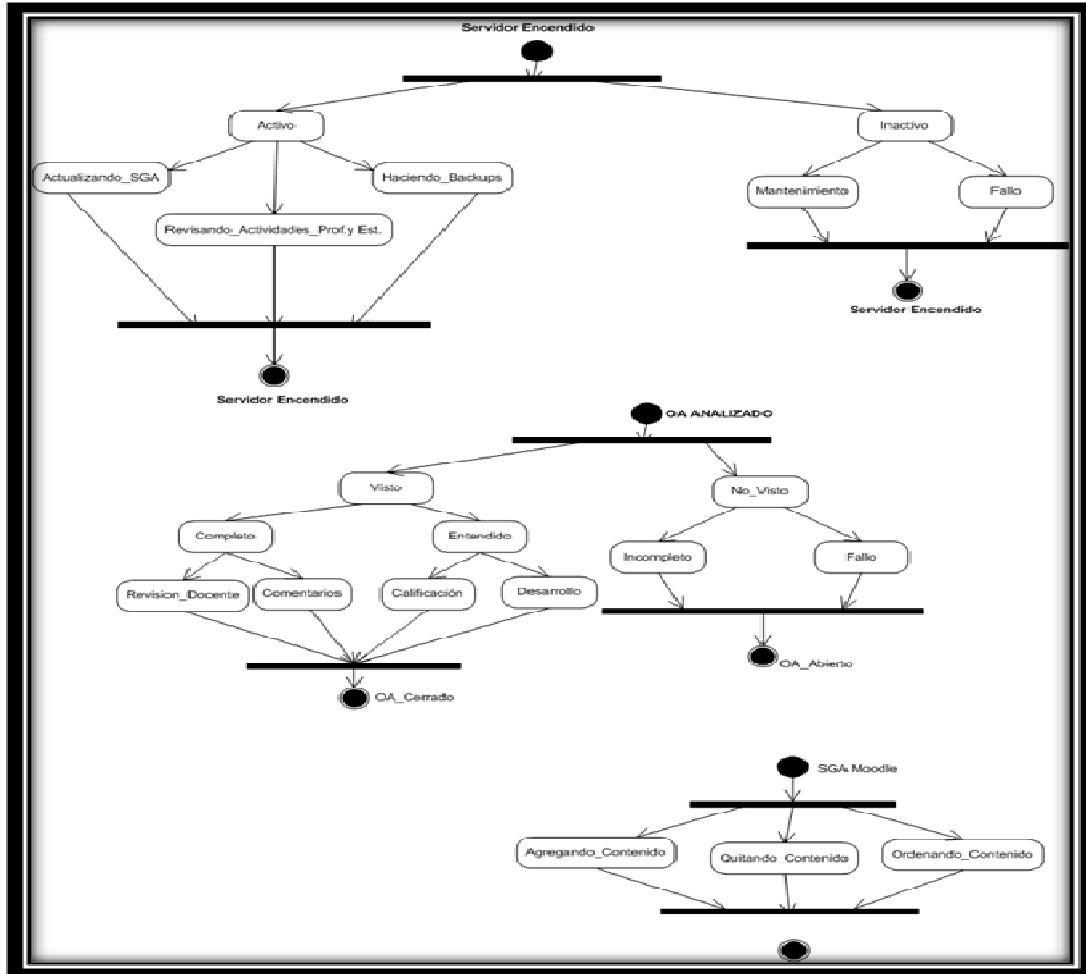 Servidor Encendido
Activo
Inactivo
Actualizando_SGA
Haciendo_Backups
Mantenimiento
Fallo
Revisando_Actividades_Prof.y Est.
Servidor Encendido
Servidor Encendido
OA ANALIZADO
Visto
No_Visto
Completo
Entendido
Incompleto
Fallo
Revision_Docente
Comentarios
Calificación
Desarrollo
OA_Abierto
OA_Cerrado
SGA Moodle
Agregando_Contenido
Quitando_Contenido
Ordenando_Contenido